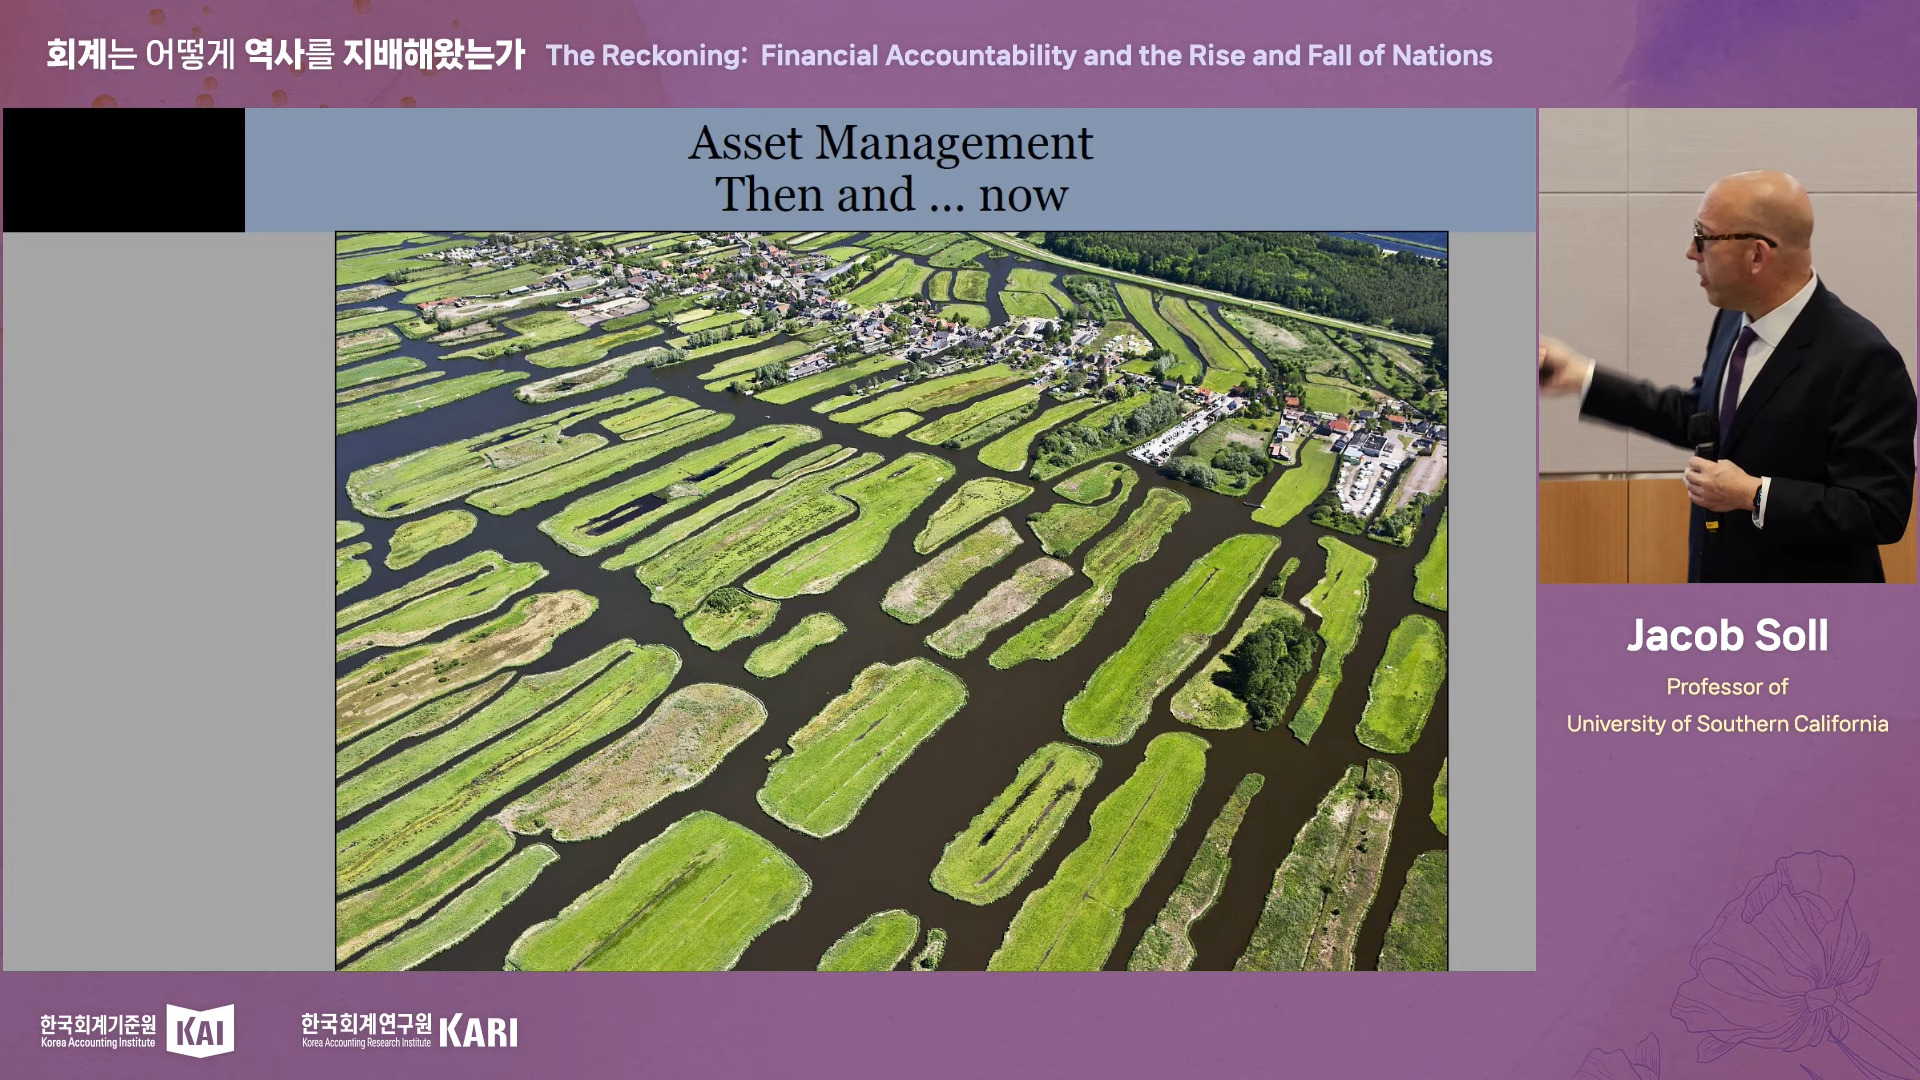 회계는 어떻게 역사를 지배해왔는가 The Reckoning: Financial Accountability and the Rise and Fall of Nations
Asset Management
Then and ... now
Jacob Soll
Professor of
University of Southern California
한국회계기준원
Korea Accounting Institute
KAI
한국회계연구원
Korea Accounting Research Institute
KARI